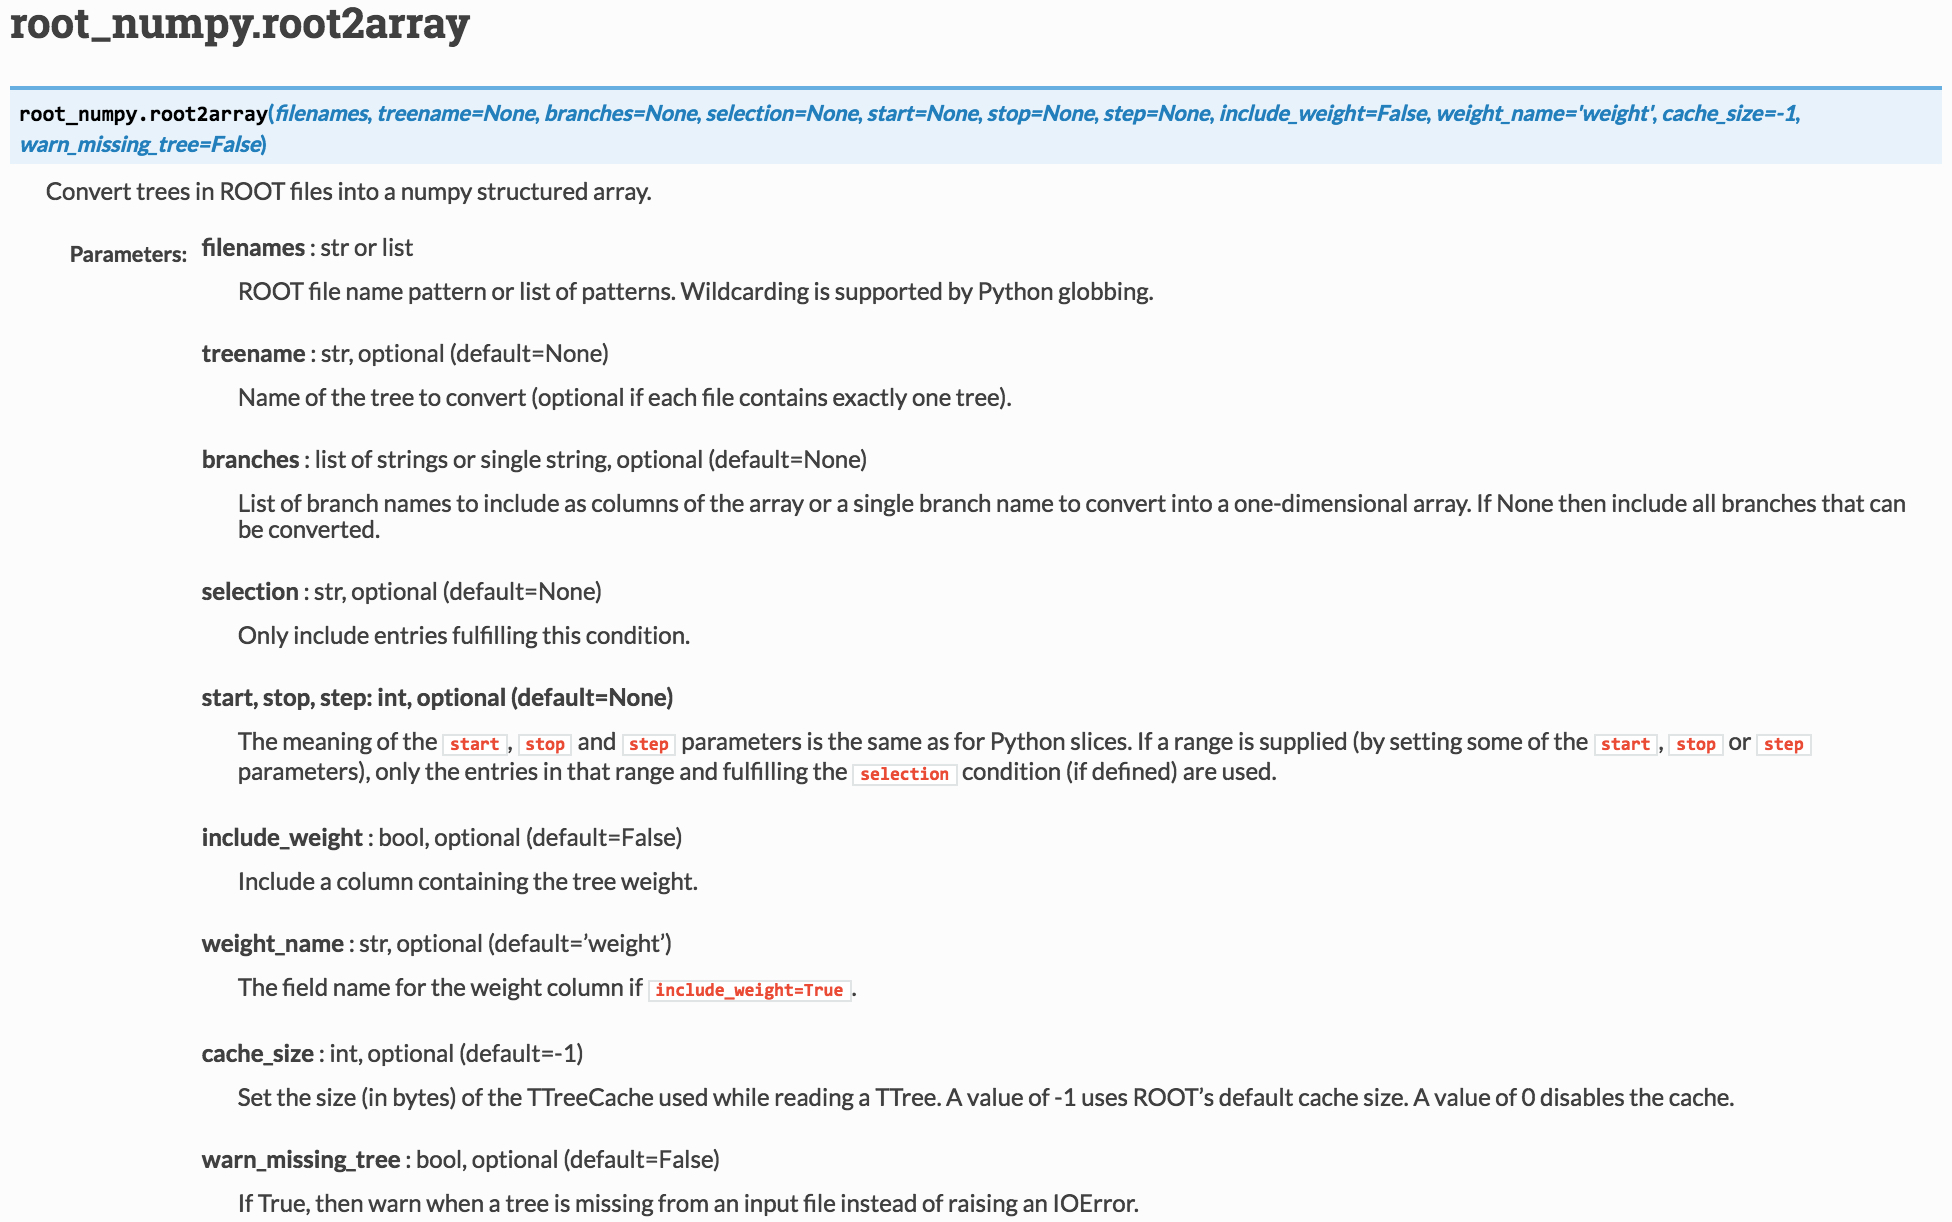 root_numpy.root2array
root_numpy.root2array(filenames, treename=None, branches=None, selection=None, start=None, stop=None, step=None, include_weight=False, weight_name='weight', cache_size=-1,
warn_missing_tree=False)
Convert trees in ROOT files into a numpy structured array.
Parameters: filenames : str or list
ROOT file name pattern or list of patterns. Wildcarding is supported by Python globbing.
treename : str, optional (default=None)
Name of the tree to convert (optional if each file contains exactly one tree).
branches : list of strings or single string, optional (default=None)
List of branch names to include as columns of the array or a single branch name to convert into a one-dimensional array. If None then include all branches that can
be converted.
selection : str, optional (default=None)
Only include entries fulfilling this condition.
start, stop, step: int, optional (default=None)
The meaning of the start, stop and step parameters is the same as for Python slices. If a range is supplied (by setting some of the start, stop or step
parameters), only the entries in that range and fulfilling the selection condition (if defined) are used.
include_weight : bool, optional (default=False)
Include a column containing the tree weight.
weight_name : str, optional (default=’weight’)
The field name for the weight column if include_weight=True.
cache_size : int, optional (default=-1)
Set the size (in bytes) of the TTreeCache used while reading a TTree. A value of -1 uses ROOT’s default cache size. A value of 0 disables the cache.
warn_missing_tree : bool, optional (default=False)
If True, then warn when a tree is missing from an input file instead of raising an IOError.